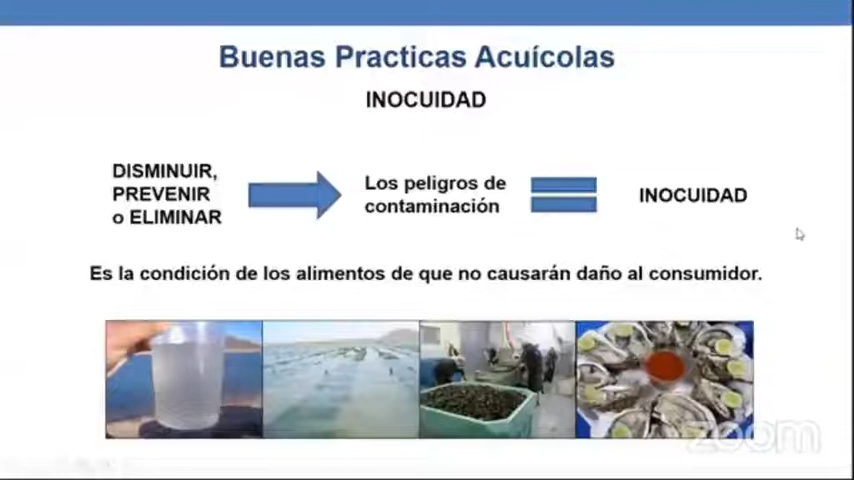 Buenas Practicas Acuícolas
INOCUIDAD
DISMINUIR,
PREVENIR
o ELIMINAR
Los peligros de
contaminación
INOCUIDAD
Es la condición de los alimentos de que no causarán daño al consumidor.
zoom